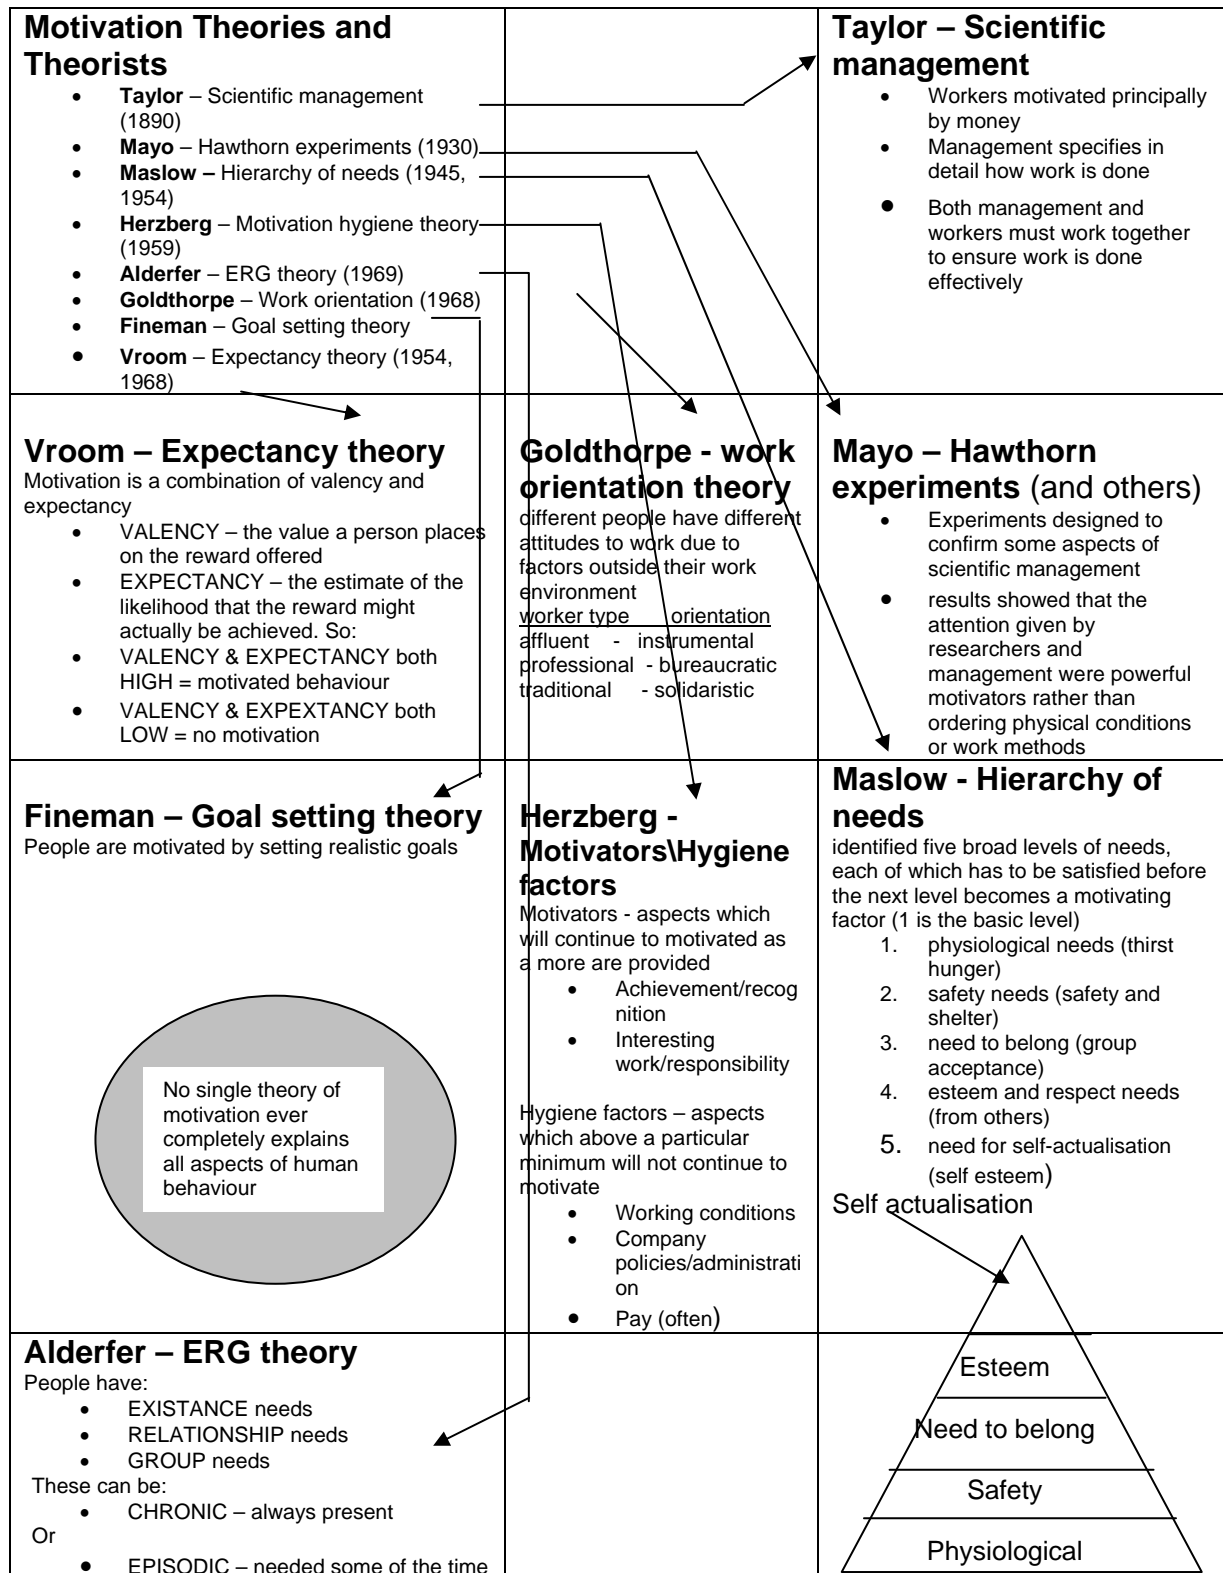 Motivation Theories and
Theorists
• Taylor – Scientific management
(1890)
• Mayo – Hawthorn experiments (1930)
• Maslow – Hierarchy of needs (1945,
1954)
• Herzberg – Motivation hygiene theory
(1959)
• Alderfer – ERG theory (1969)
• Goldthorpe – Work orientation (1968)
• Fineman – Goal setting theory
• Vroom – Expectancy theory (1954,
1968)
Taylor – Scientific
management
• Workers motivated principally
by money
• Management specifies in
detail how work is done
• Both management and
workers must work together
to ensure work is done
effectively
Vroom – Expectancy theory
Motivation is a combination of valency and
expectancy
• VALENCY – the value a person places
on the reward offered
• EXPECTANCY – the estimate of the
likelihood that the reward might
actually be achieved. So:
• VALENCY & EXPECTANCY both
HIGH = motivated behaviour
• VALENCY & EXPEXTANCY both
LOW = no motivation
Goldthorpe - work
orientation theory
different people have different
attitudes to work due to
factors outside their work
environment
worker type orientation
affluent - instrumental
professional - bureaucratic
traditional - solidaristic
Mayo – Hawthorn
experiments (and others)
• Experiments designed to
confirm some aspects of
scientific management
• results showed that the
attention given by
researchers and
management were powerful
motivators rather than
ordering physical conditions
or work methods
Fineman – Goal setting theory
People are motivated by setting realistic goals
No single theory of
motivation ever
completely explains
all aspects of human
behaviour
Herzberg -
Motivators\Hygiene
factors
Motivators - aspects which
will continue to motivated as
a more are provided
• Achievement/recog
nition
• Interesting
work/responsibility
Hygiene factors – aspects
which above a particular
minimum will not continue to
motivate
• Working conditions
• Company
policies/administrati
on
• Pay (often)
Maslow - Hierarchy of
needs
identified five broad levels of needs,
each of which has to be satisfied before
the next level becomes a motivating
factor (1 is the basic level)
1. physiological needs (thirst
hunger)
2. safety needs (safety and
shelter)
3. need to belong (group
acceptance)
4. esteem and respect needs
(from others)
5. need for self-actualisation
(self esteem)
Self actualisation
Esteem
Need to belong
Safety
Physiological
Alderfer – ERG theory
People have:
• EXISTANCE needs
• RELATIONSHIP needs
• GROUP needs
These can be:
• CHRONIC – always present
Or
• EPISODIC – needed some of the time